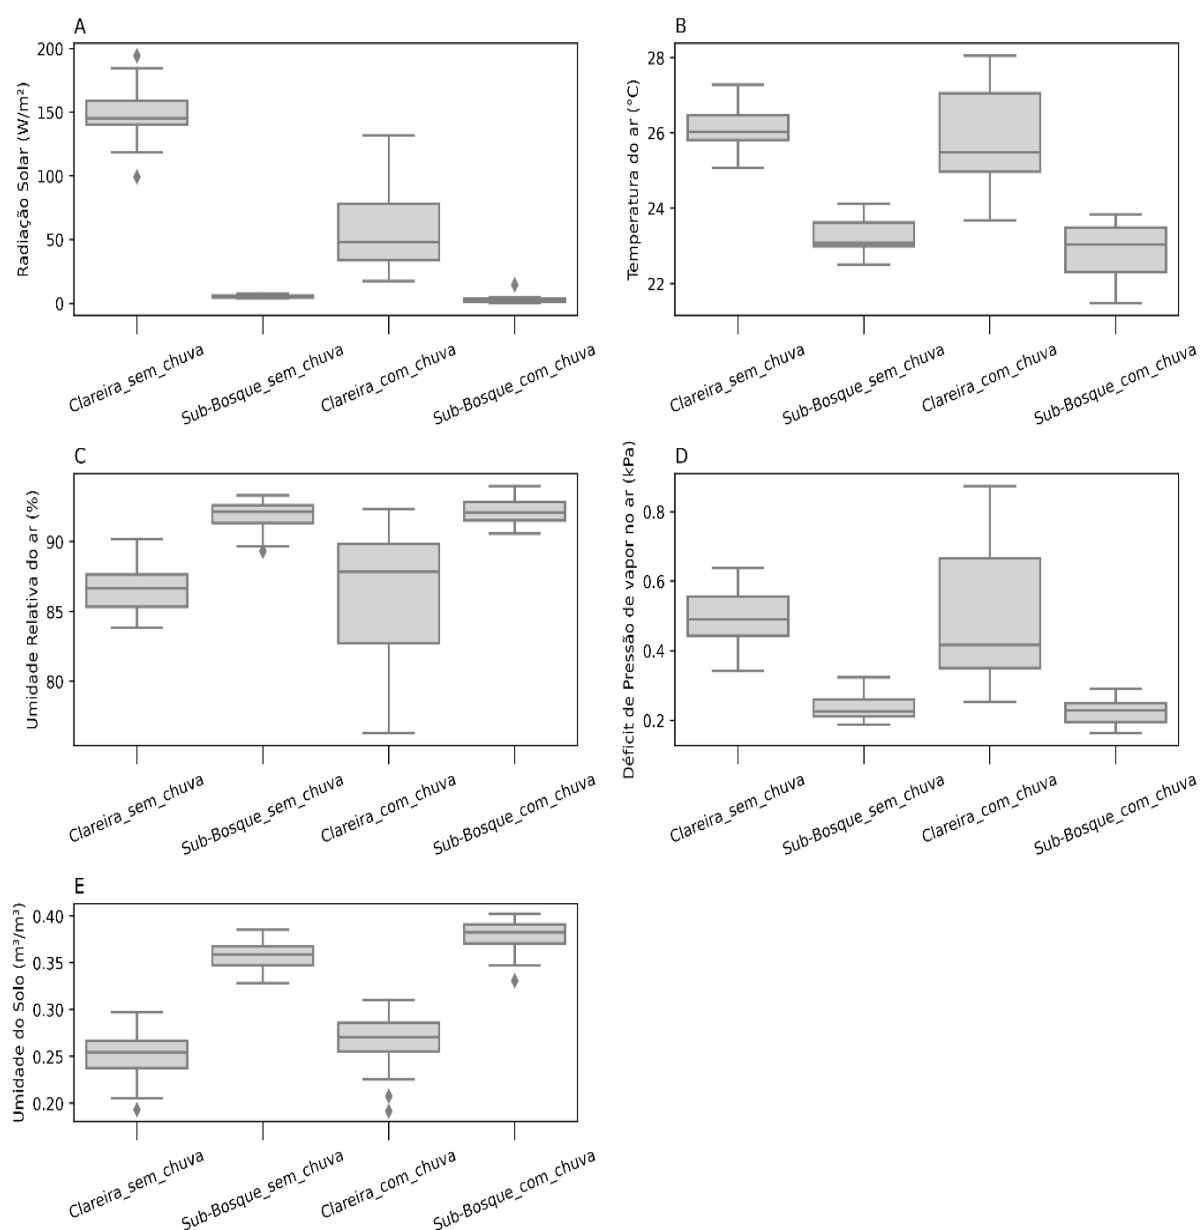 A
Radiação Solar (W/m²)
200
150
100
50
0
Clareira_sem_chuva
Sub-Bosque_sem_chuva
Clareira_com_chuva
Sub-Bosque_com_chuva
B
Temperatura do ar (°C)
28
26
24
22
Clareira_sem_chuva
Sub-Bosque_sem_chuva
Clareira_com_chuva
Sub-Bosque_com_chuva
C
Umidade Relativa do ar (%)
90
85
80
Clareira_sem_chuva
Sub-Bosque_sem_chuva
Clareira_com_chuva
Sub-Bosque_com_chuva
D
Déficit de Pressão de vapor no ar (kPa)
0.8
0.6
0.4
0.2
Clareira_sem_chuva
Sub-Bosque_sem_chuva
Clareira_com_chuva
Sub-Bosque_com_chuva
E
Umidade do Solo (m³/m³)
0.40
0.35
0.30
0.25
0.20
Clareira_sem_chuva
Sub-Bosque_sem_chuva
Clareira_com_chuva
Sub-Bosque_com_chuva